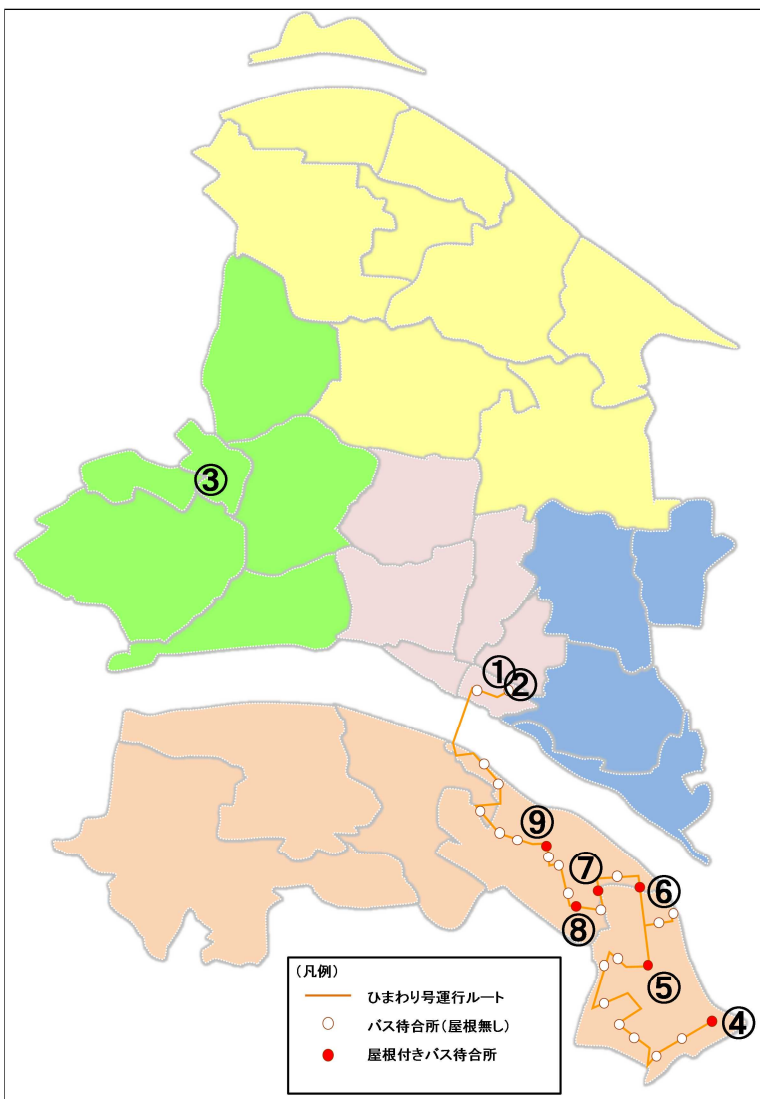 ③
①
②
⑨
⑦
⑥
⑧
⑤
④
(凡例)
ひまわり号運行ルート
バス待合所(屋根無し)
屋根付きバス待合所